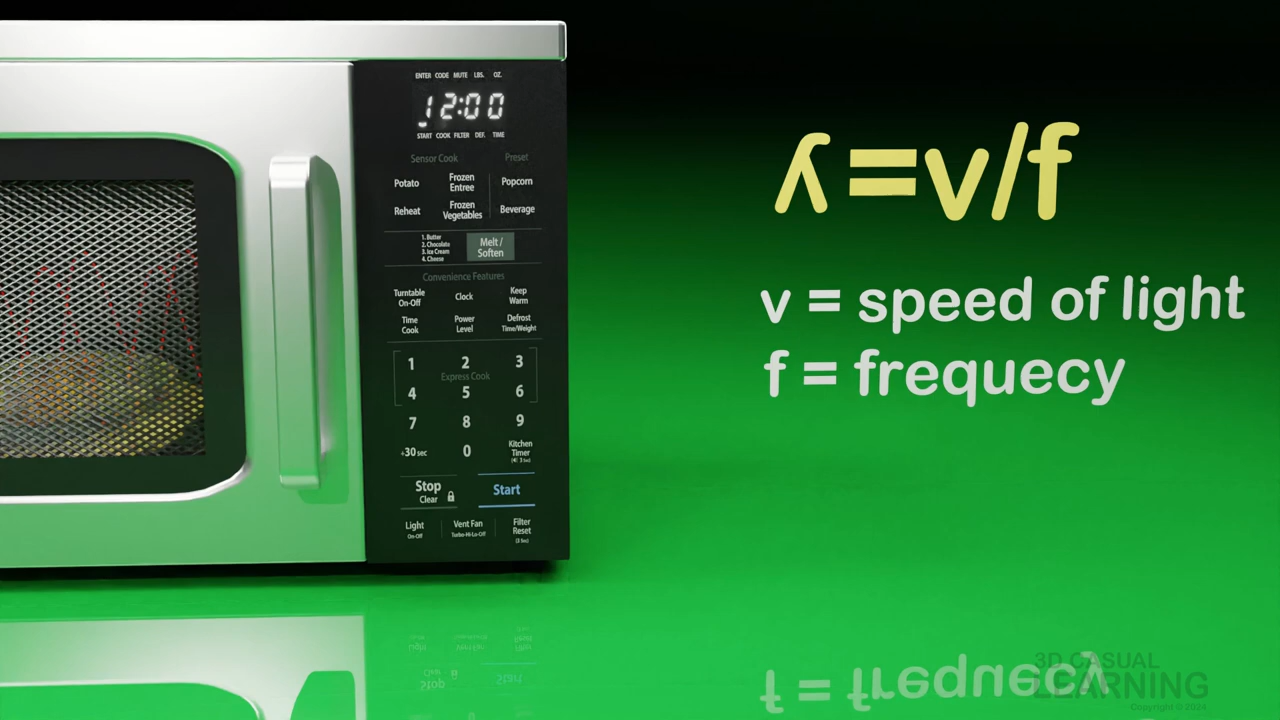 ENTER CODE MUTE LBS. OZ.
12:00
START COOK FILTER DEF. TIME
Sensor Cook Preset
Potato Frozen Entree Popcorn
Reheat Frozen Vegetables Beverage
1. Butter
2. Chocolate
3. Ice Cream
4. Cheese
Melt / Soften
Convenience Features
Turntable On-Off Clock Keep Warm
Time Cook Power Level Defrost Time/Weight
1 2 3
Express Cook
4 5 6
7 8 9
+30 sec 0 Kitchen Timer
Stop Clear Start
Light On-Off Vent Fan Turbo-Hi-Lo-Off Filter Reset
ʎ=v/f
v = speed of light
f = frequecy
3D CASUAL
LEARNING
Copyright © 2024